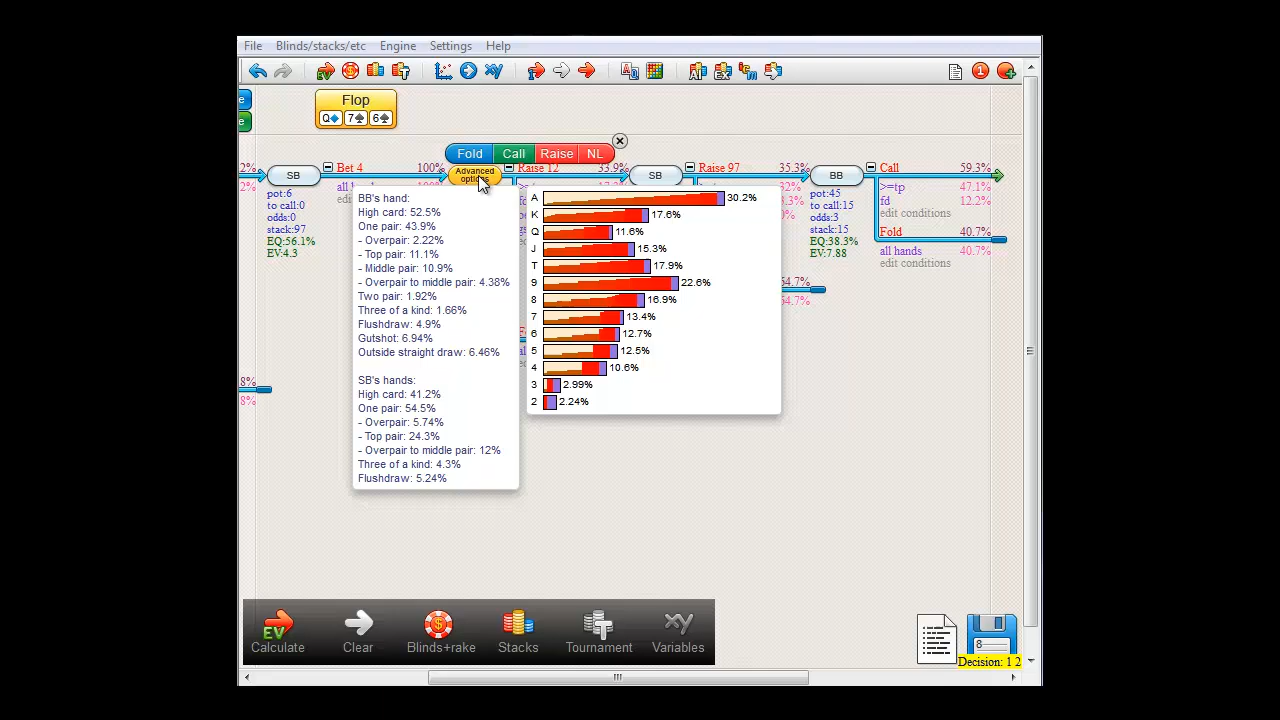 File Blinds/stacks/etc Engine Settings Help
Flop
Q♦ 7♠ 6♠
Fold Call Raise NL
2% SB Bet 4 100% Advanced options Raise 12 33.9% SB Raise 97 35.3% BB Call 59.3%
pot:6
to call:0
odds:0
stack:97
EQ:56.1%
EV:4.3
BB's hand:
High card: 52.5%
One pair: 43.9%
- Overpair: 2.22%
- Top pair: 11.1%
- Middle pair: 10.9%
- Overpair to middle pair: 4.38%
Two pair: 1.92%
Three of a kind: 1.66%
Flushdraw: 4.9%
Gutshot: 6.94%
Outside straight draw: 6.46%
SB's hands:
High card: 41.2%
One pair: 54.5%
- Overpair: 5.74%
- Top pair: 24.3%
- Overpair to middle pair: 12%
Three of a kind: 4.3%
Flushdraw: 5.24%
A 30.2%
K 17.6%
Q 11.6%
J 15.3%
T 17.9%
9 22.6%
8 16.9%
7 13.4%
6 12.7%
5 12.5%
4 10.6%
3 2.99%
2 2.24%
pot:45
to call:15
odds:3
stack:15
EQ:38.3%
EV:7.88
>=tp 47.1%
fd 12.2%
edit conditions
Fold 40.7%
all hands 40.7%
edit conditions
8%
8%
Calculate Clear Blinds+rake Stacks Tournament Variables
Decision: 1 2